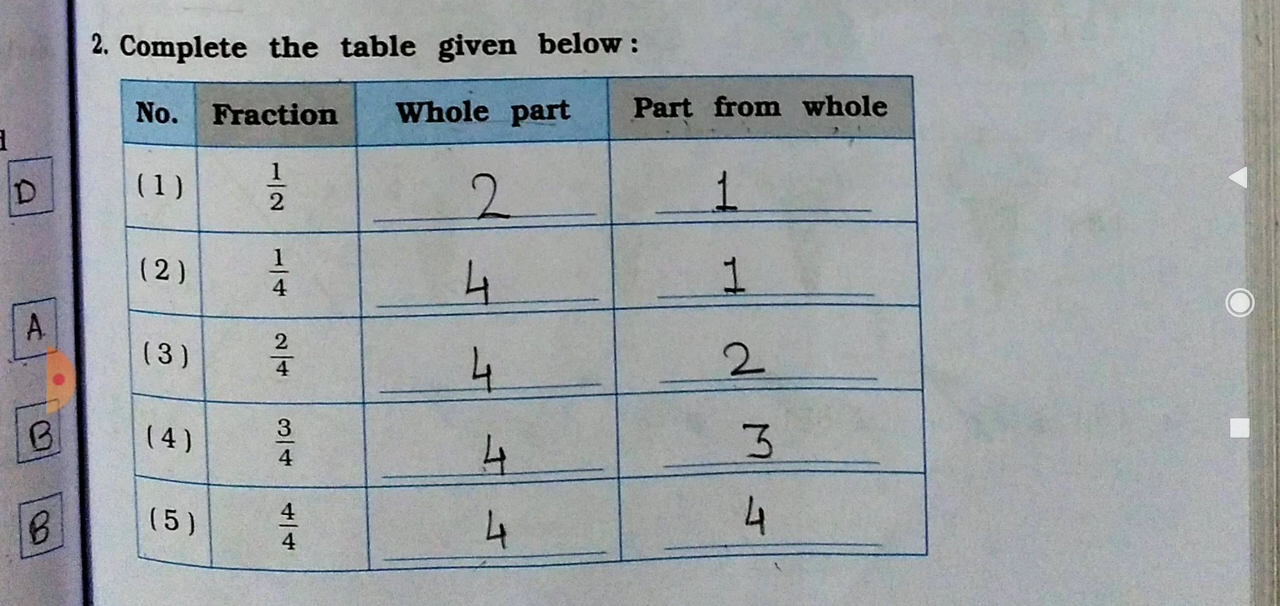 2. Complete the table given below :
No. Fraction Whole part Part from whole
(1) 1/2 2 1
(2) 1/4 4 1
(3) 2/4 4 2
(4) 3/4 4 3
(5) 4/4 4 4
D
A
B
B